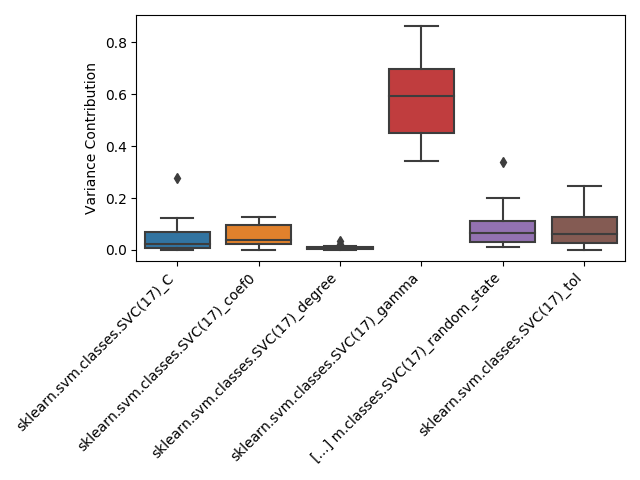 Variance Contribution
0.8
0.6
0.4
0.2
0.0
sklearn.svm.classes.SVC(17)_C
sklearn.svm.classes.SVC(17)_coef0
sklearn.svm.classes.SVC(17)_degree
sklearn.svm.classes.SVC(17)_gamma
[...] m.classes.SVC(17)_random_state
sklearn.svm.classes.SVC(17)_tol